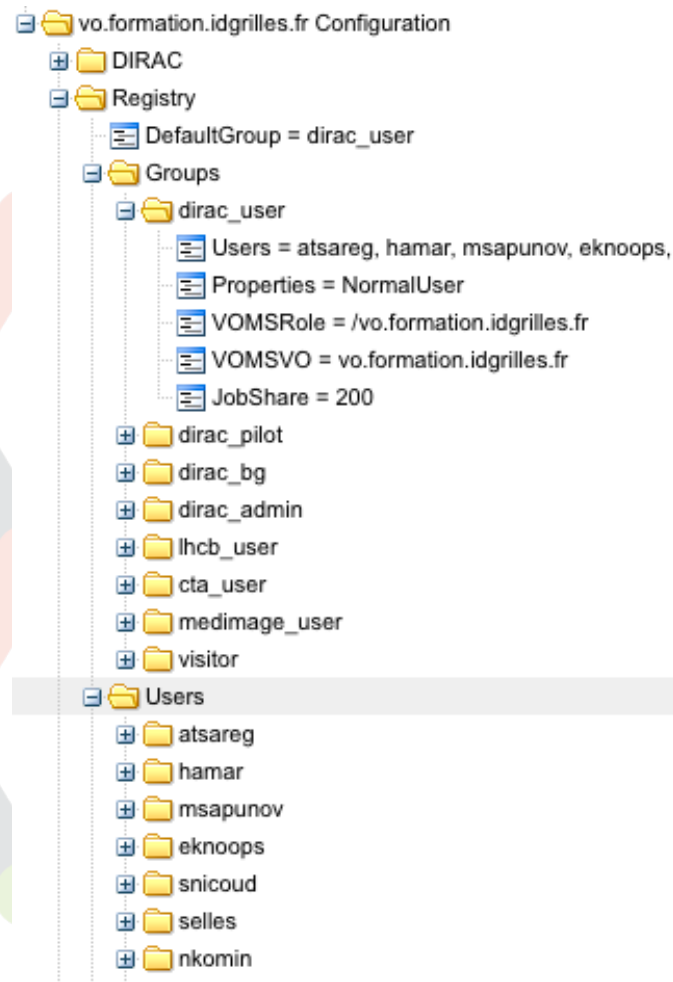 vo.formation.idgrilles.fr Configuration
DIRAC
Registry
DefaultGroup = dirac_user
Groups
dirac_user
Users = atsareg, hamar, msapunov, eknoops,
Properties = NormalUser
VOMSRole = /vo.formation.idgrilles.fr
VOMSVO = vo.formation.idgrilles.fr
JobShare = 200
dirac_pilot
dirac_bg
dirac_admin
lhcb_user
cta_user
medimage_user
visitor
Users
atsareg
hamar
msapunov
eknoops
snicoud
selles
nkomin